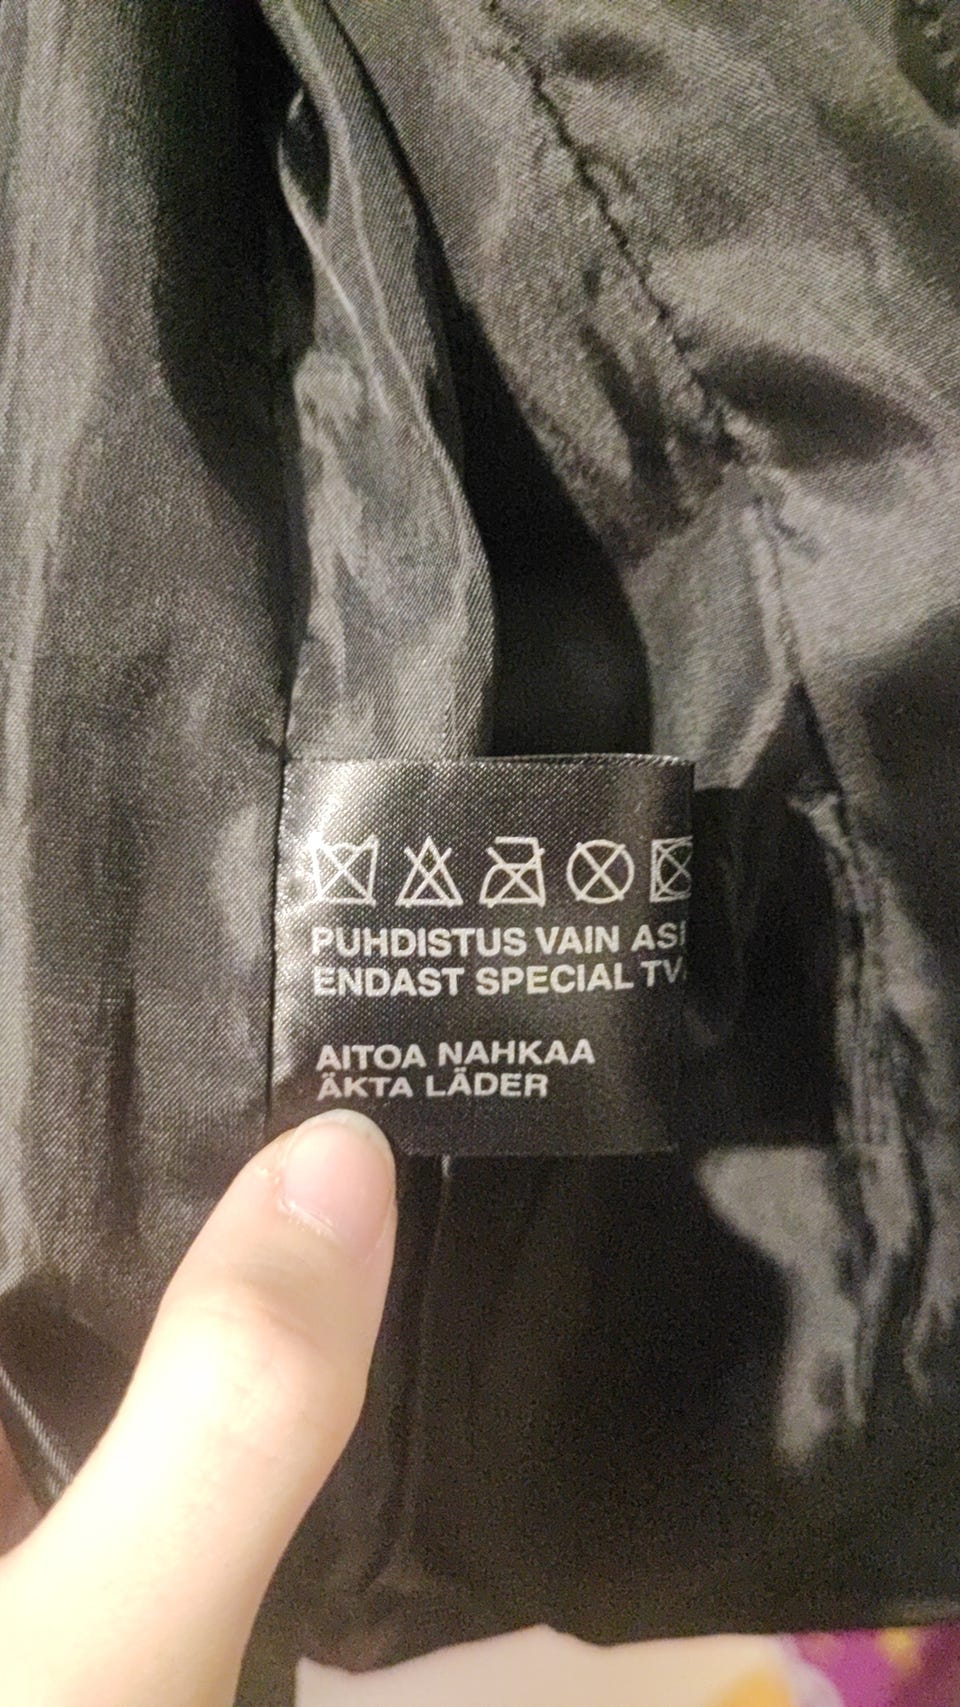 PUHDISTUS VAIN
ENDAST SPECIAL
AITOA NAHKAA
ÄKTA LÄDER